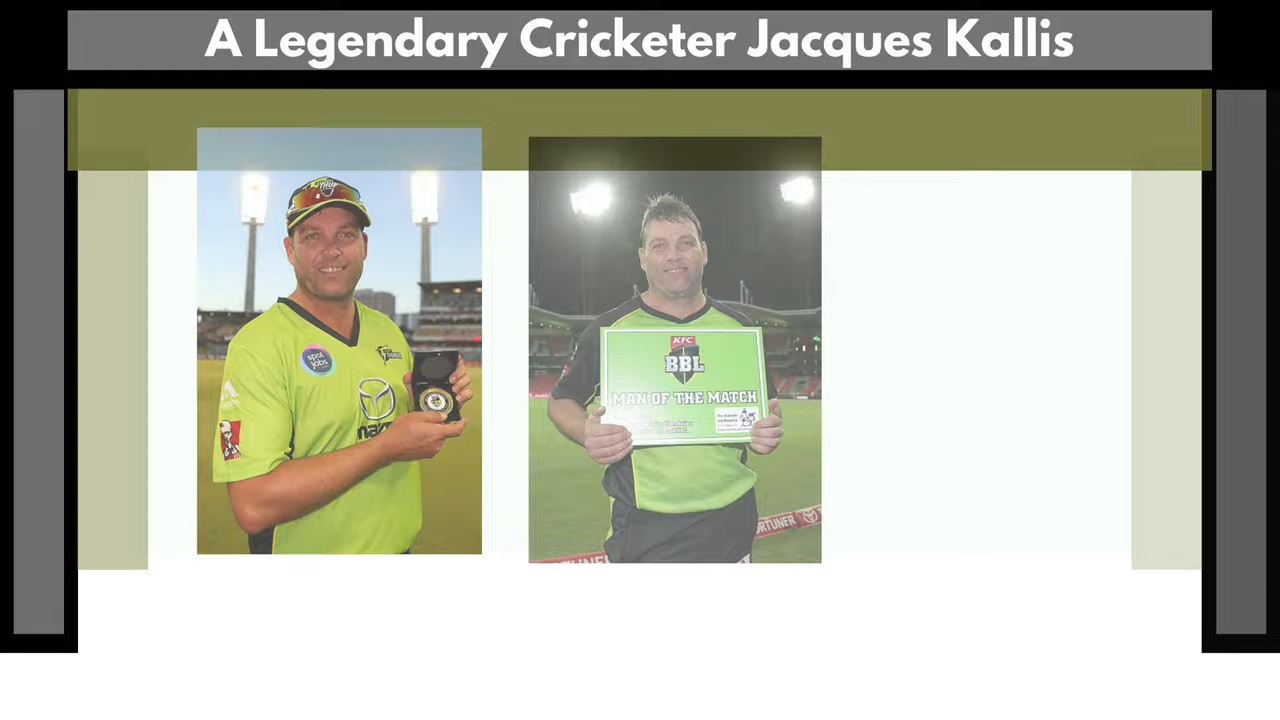 A Legendary Cricketer Jacques Kallis
spot
jobs
KFC
BBL
MAN OF THE MATCH